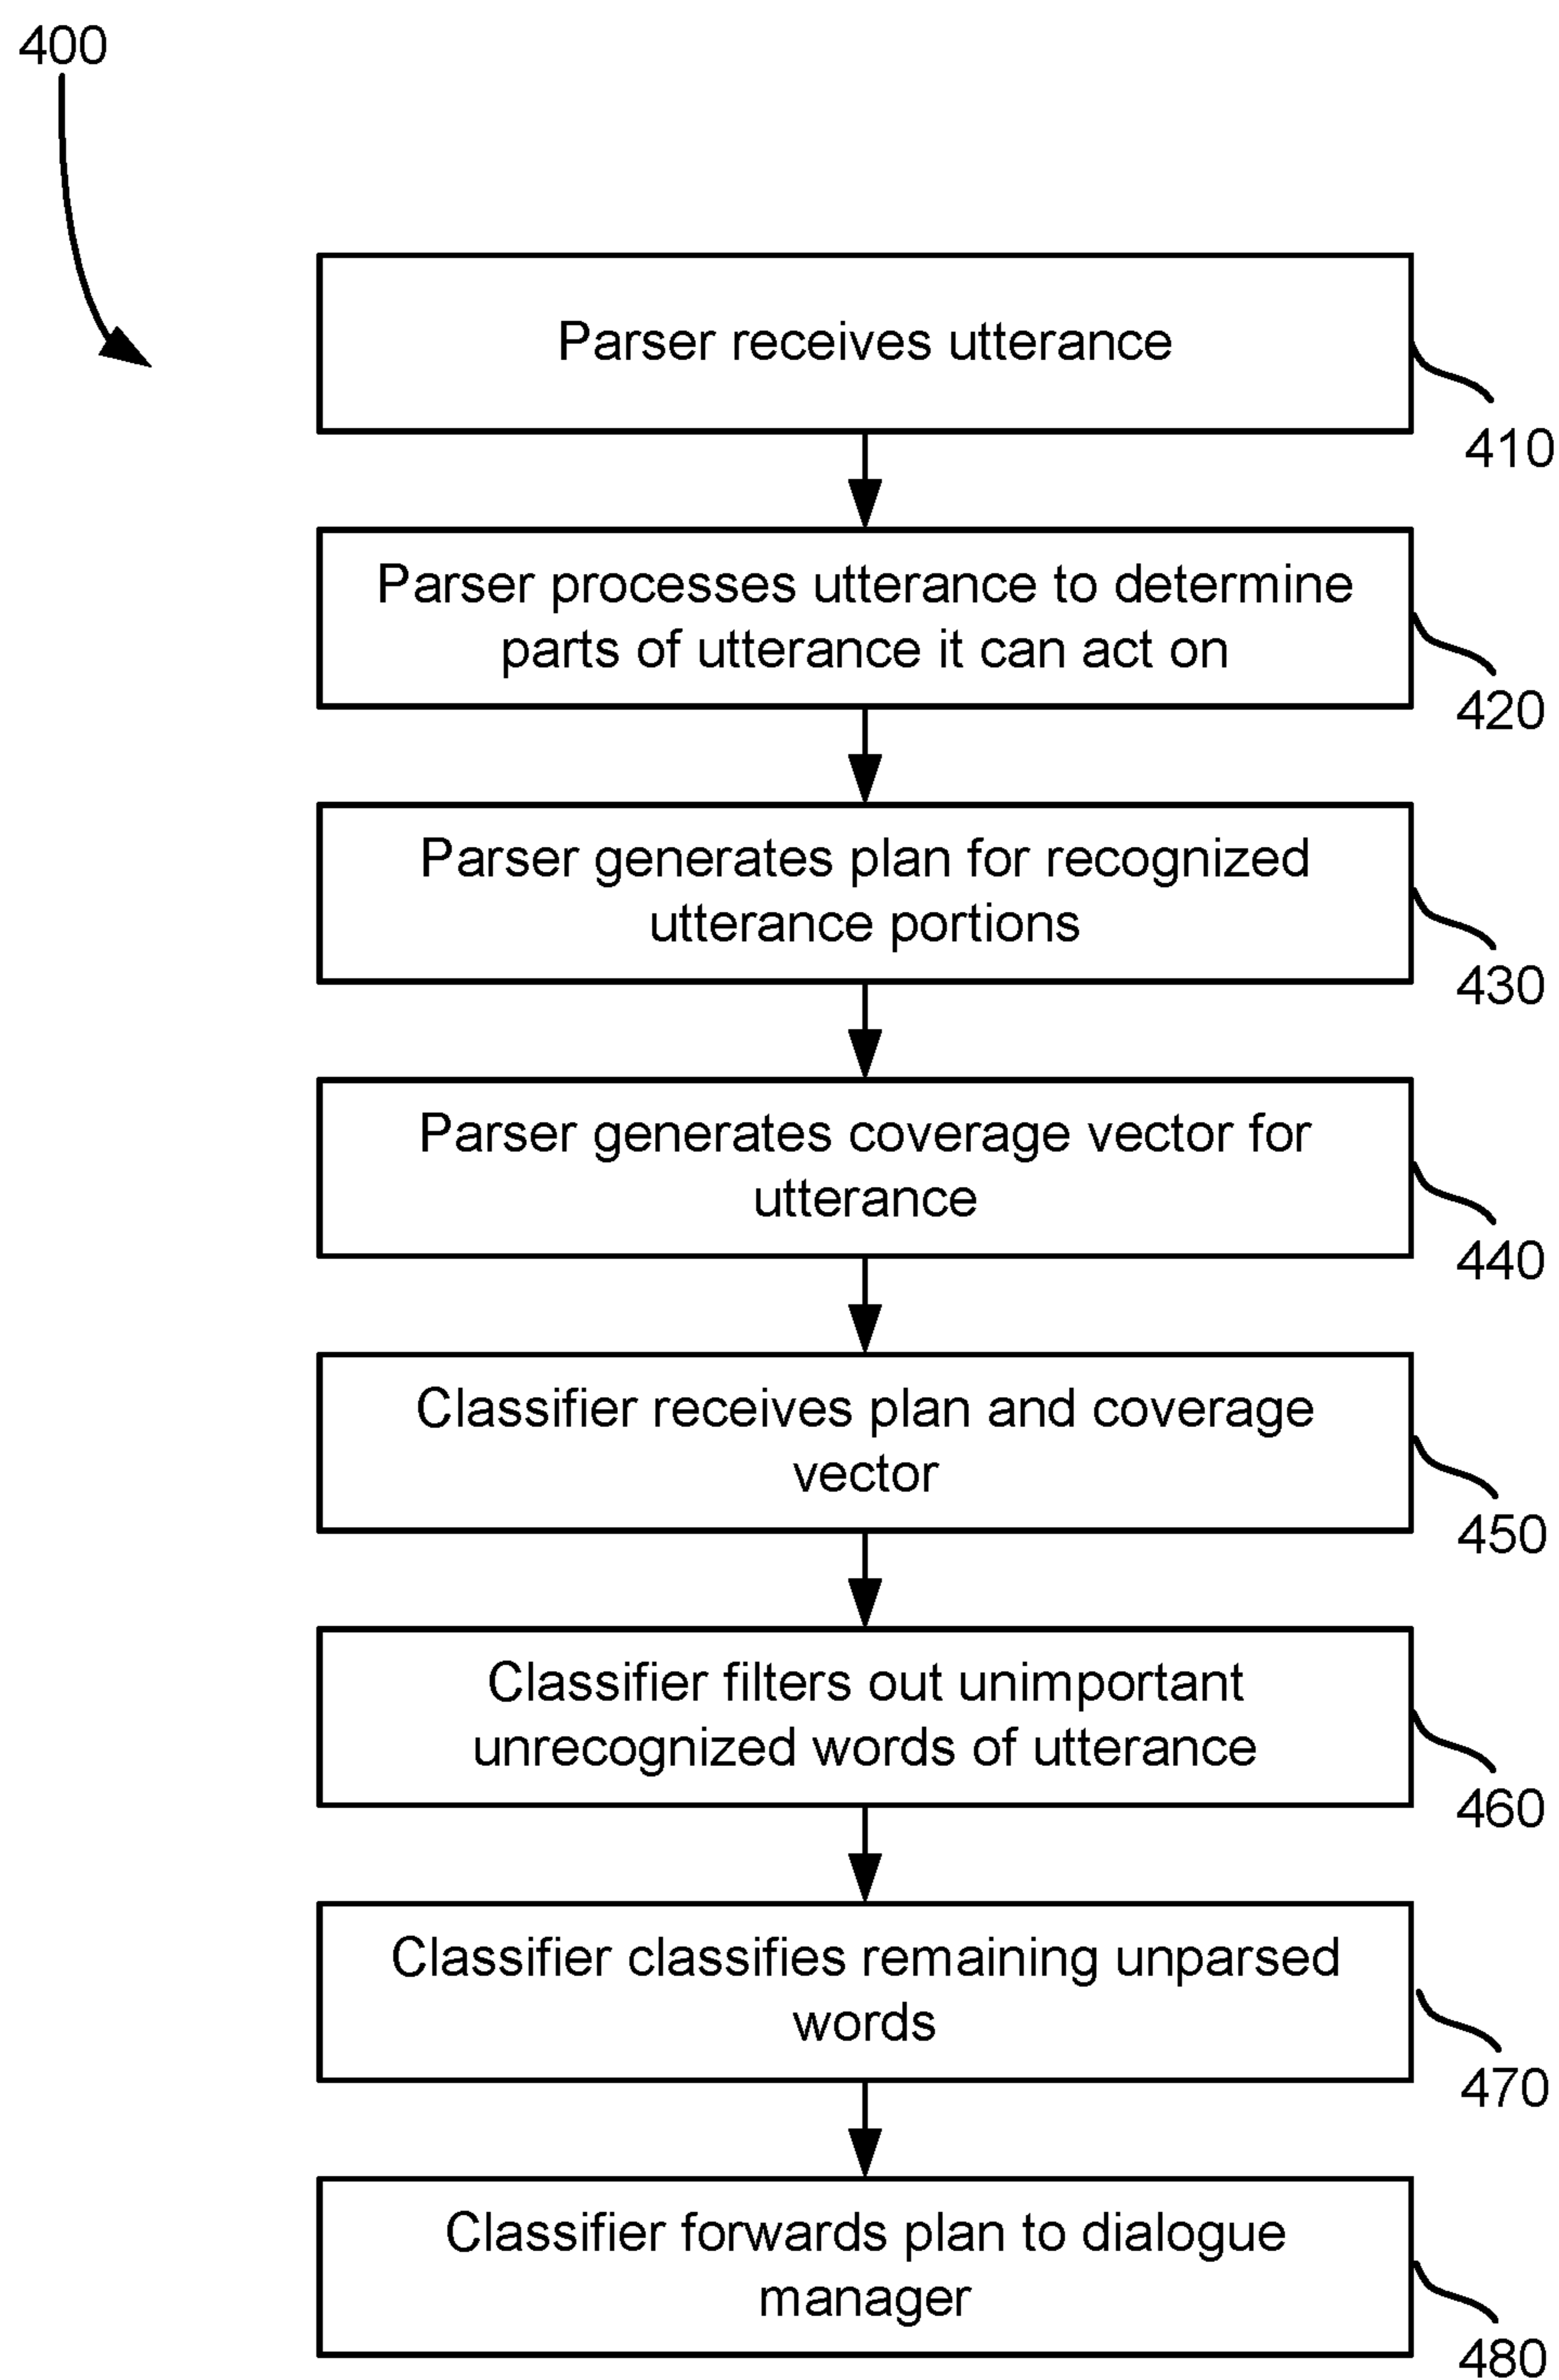 400
Parser receives utterance
410
Parser processes utterance to determine
parts of utterance it can act on
420
Parser generates plan for recognized
utterance portions
430
Parser generates coverage vector for
utterance
440
Classifier receives plan and coverage
vector
450
Classifier filters out unimportant
unrecognized words of utterance
460
Classifier classifies remaining unparsed
words
470
Classifier forwards plan to dialogue
manager
480